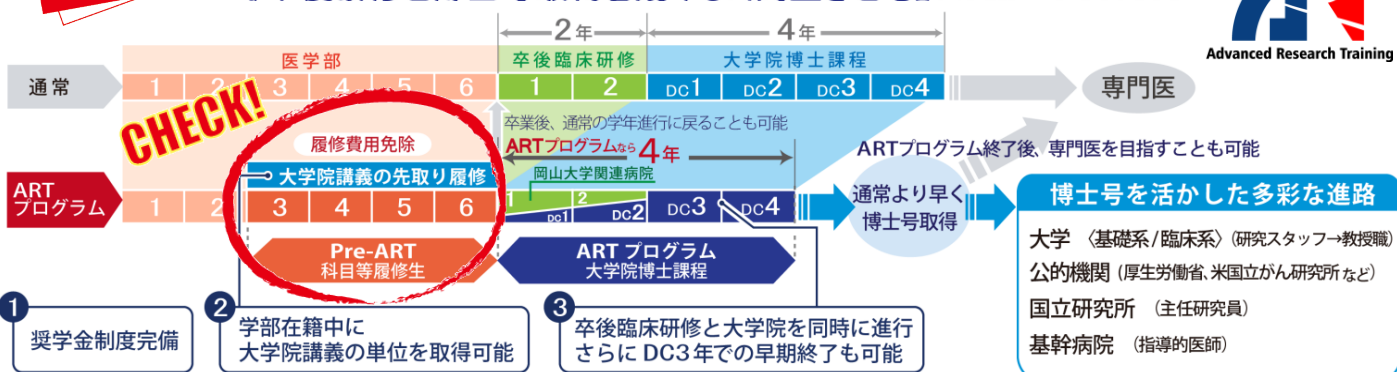 2年
4年
Advanced Research Training
医学部
卒後臨床研修
大学院博士課程
通常
1 2 3 4 5 6 1 2 DC1 DC2 DC3 DC4
専門医
CHECK!
卒業後、通常の学年進行に戻ることも可能
履修費用免除
ARTプログラムなら4年
ARTプログラム終了後、専門医を目指すことも可能
大学院講義の先取り履修
岡山大学関連病院
ART
プログラム
1 2 3 4 5 6 1 DC1 2 DC2 DC3 DC4
通常より早く
博士号取得
Pre-ART
科目等履修生
ART プログラム
大学院博士課程
博士号を活かした多彩な進路
大学 〈基礎系/臨床系〉(研究スタッフ→教授職)
公的機関 (厚生労働省、米国立がん研究所など)
国立研究所 (主任研究員)
基幹病院 (指導的医師)
1
奨学金制度完備
2
学部在籍中に
大学院講義の単位を取得可能
3
卒後臨床研修と大学院を同時に進行
さらに DC3年での早期終了も可能